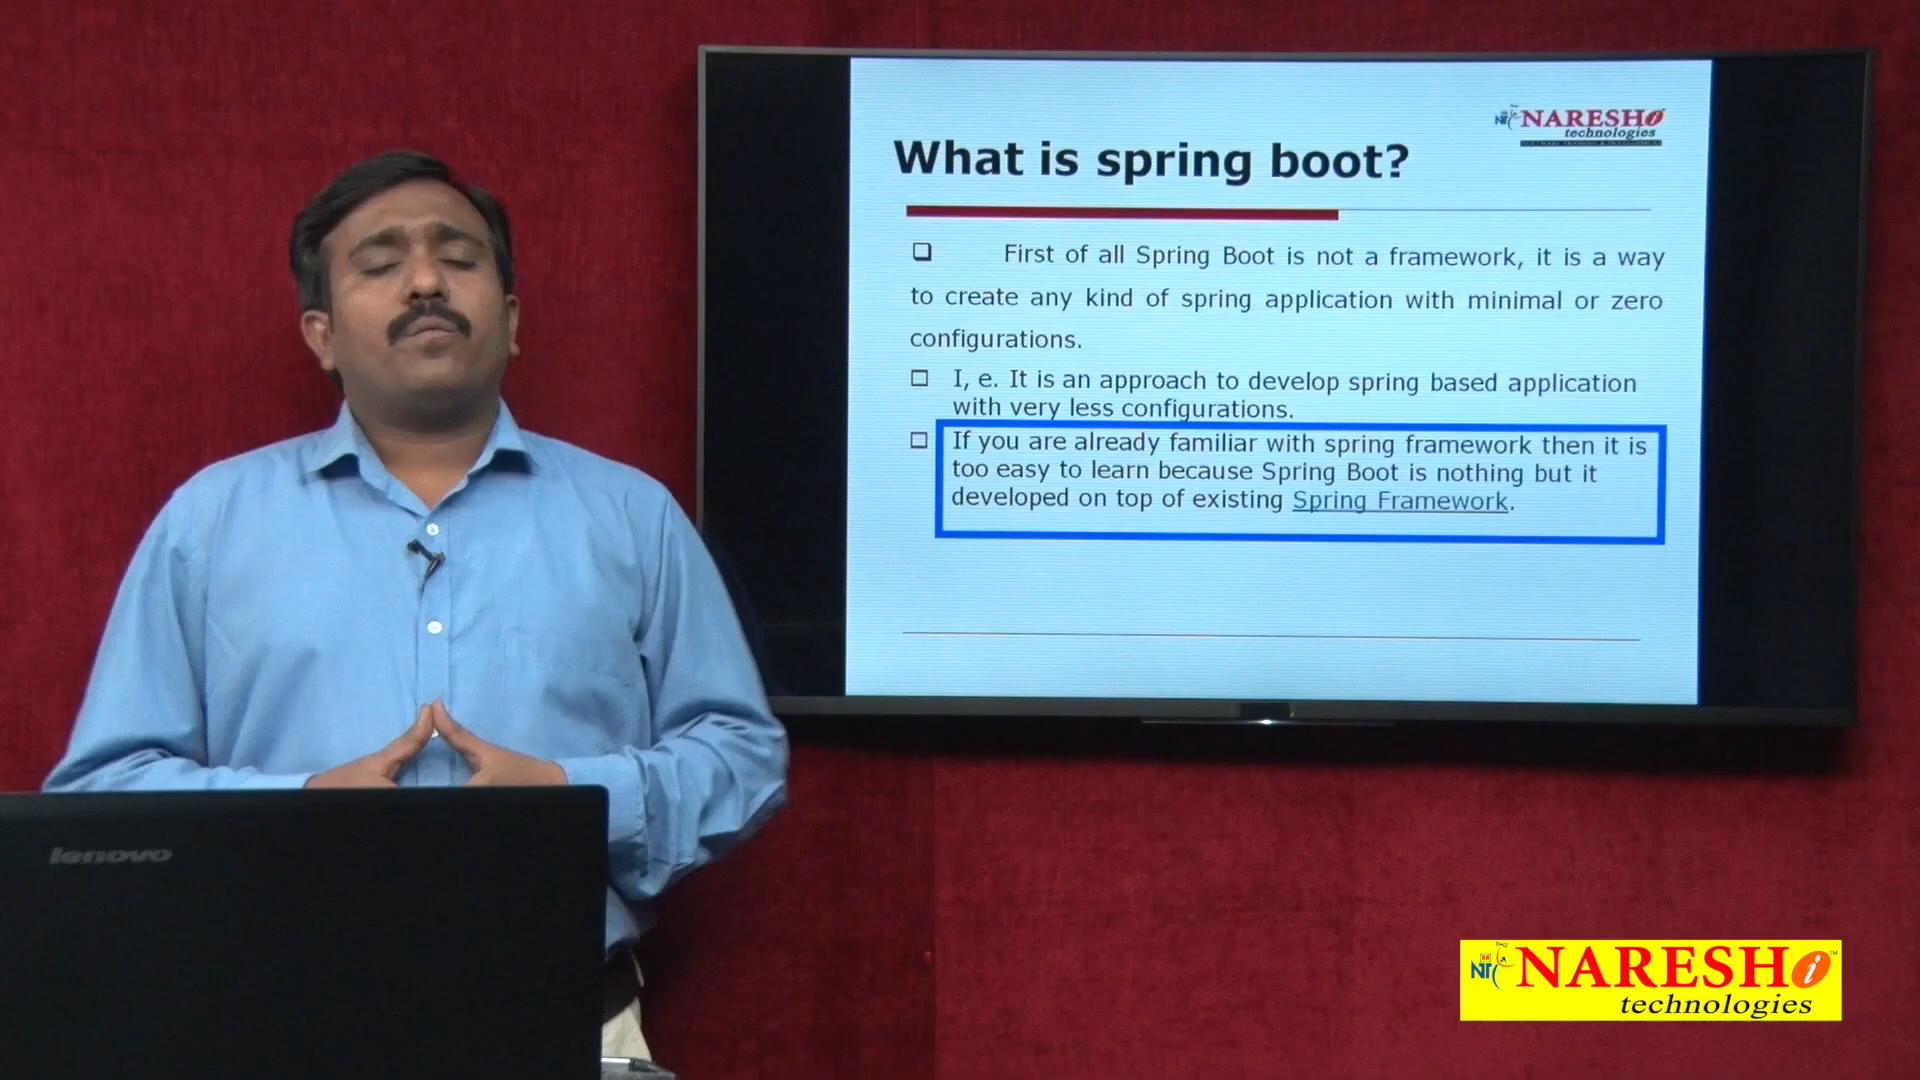 NARESHi
technologies
What is spring boot?
First of all Spring Boot is not a framework, it is a way
to create any kind of spring application with minimal or zero
configurations.
I, e. It is an approach to develop spring based application
with very less configurations.
If you are already familiar with spring framework then it is
too easy to learn because Spring Boot is nothing but it
developed on top of existing Spring Framework.
lenovo
NARESHi
technologies